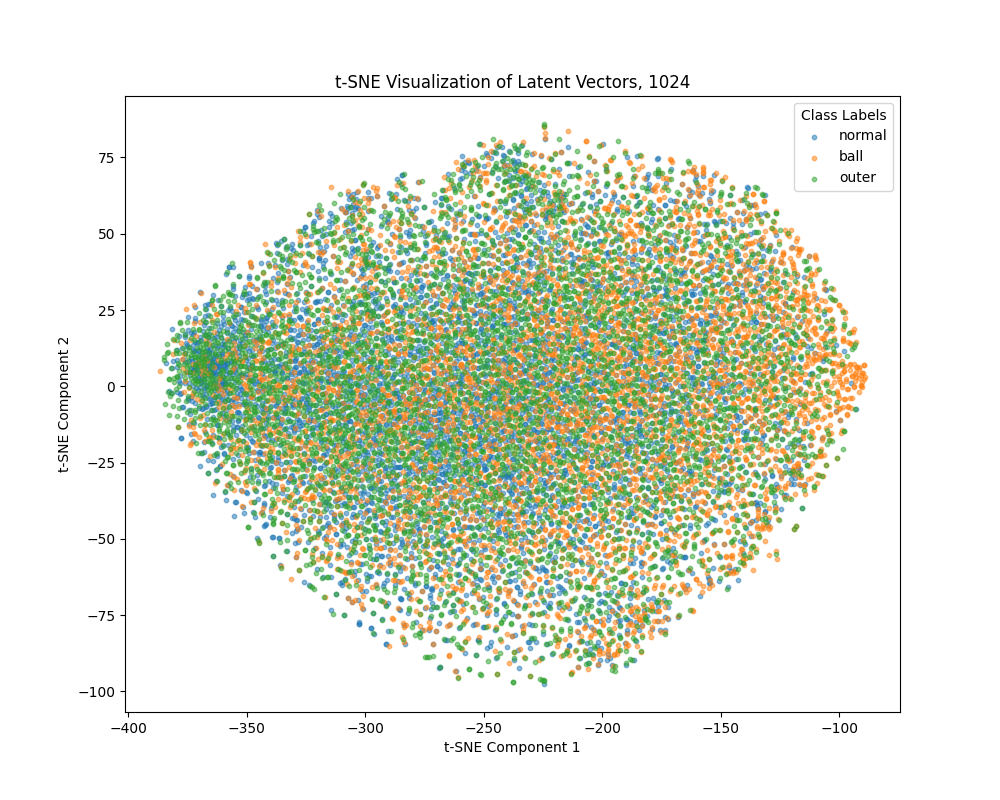 t-SNE Visualization of Latent Vectors, 1024
Class Labels
normal
ball
outer
75
50
25
0
−25
−50
−75
−100
t-SNE Component 2
−400
−350
−300
−250
−200
−150
−100
t-SNE Component 1